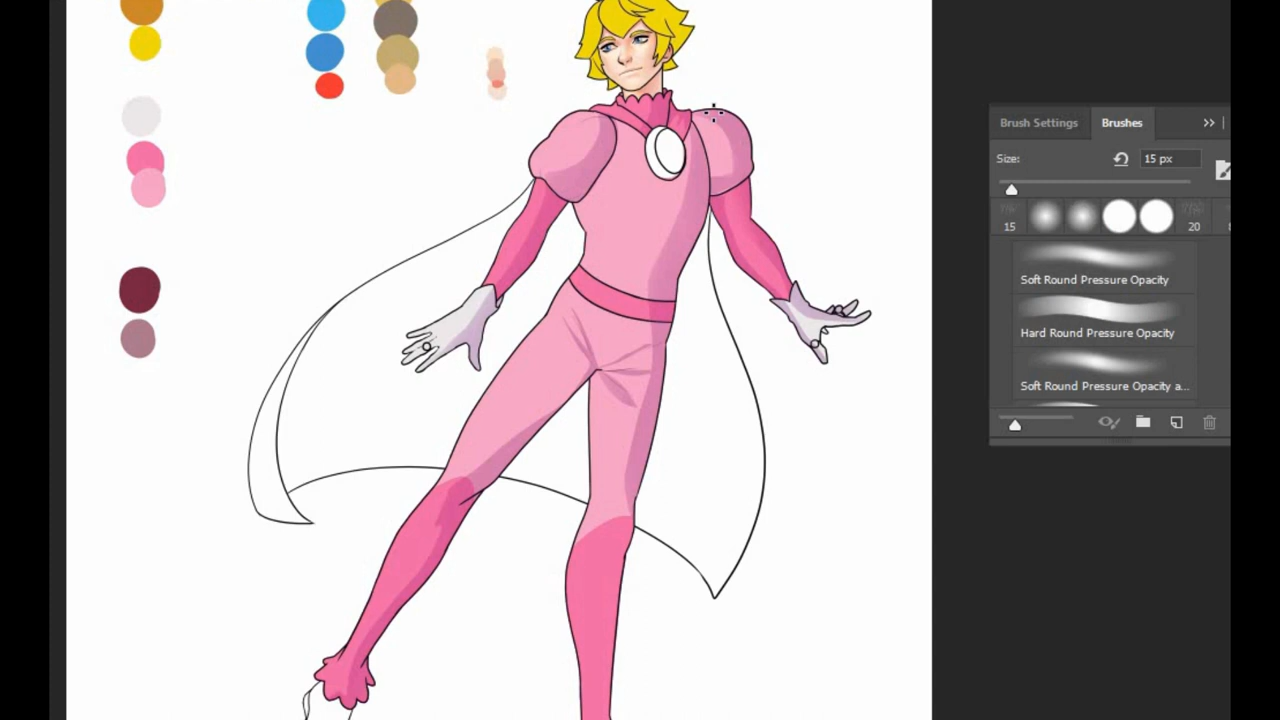 Brush Settings Brushes
Size: 15 px
15 20
Soft Round Pressure Opacity
Hard Round Pressure Opacity
Soft Round Pressure Opacity a...